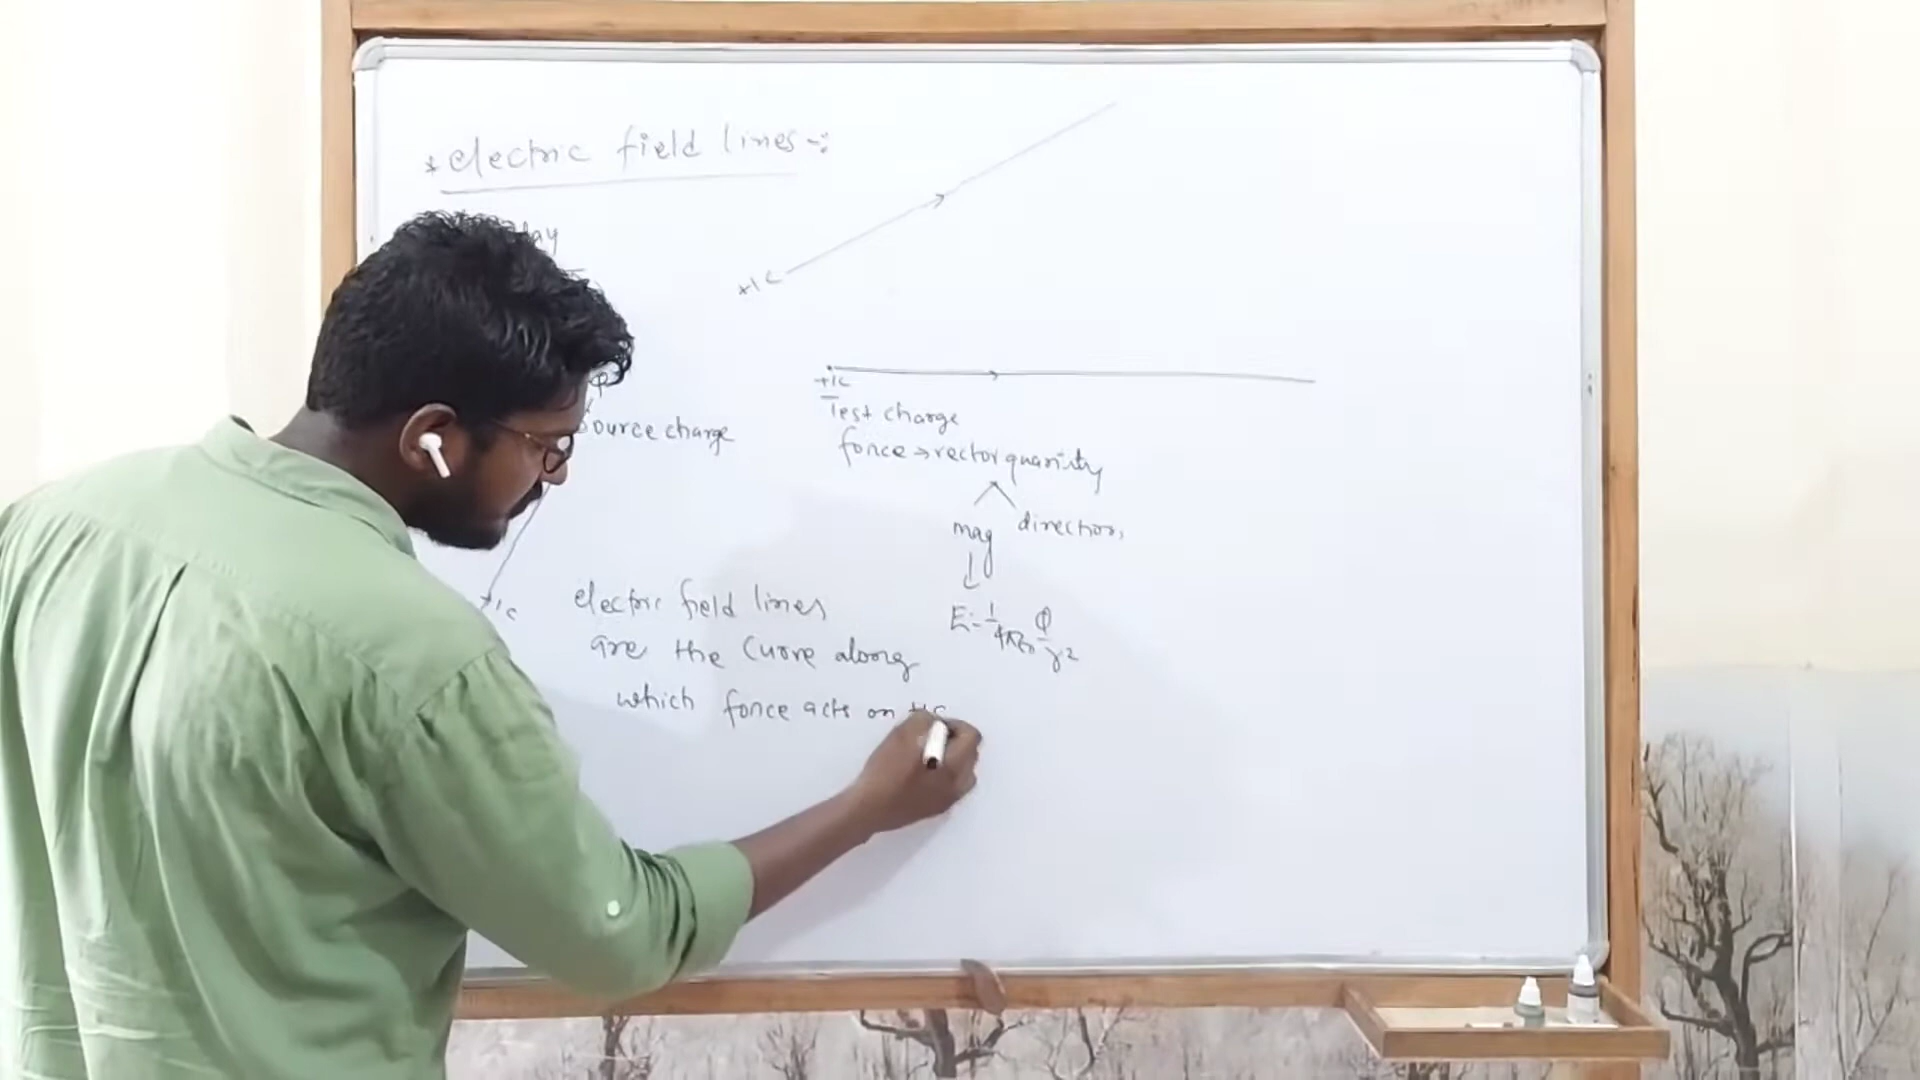 * electric field lines -:
day
+1C
Q
+1C
Source charge
Test charge
force → vector quantity
mag direction
E = 1/4πε₀ Q/r²
+1C
electric field lines
are the curve along
which force acts on the